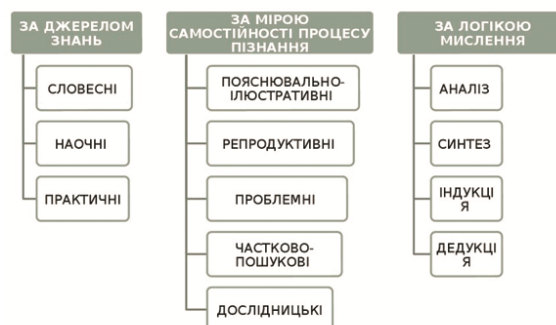 ЗА ДЖЕРЕЛОМ
ЗНАНЬ
СЛОВЕСНІ
НАОЧНІ
ПРАКТИЧНІ
ЗА МІРОЮ
САМОСТІЙНОСТІ ПРОЦЕСУ
ПІЗНАННЯ
ПОЯСНЮВАЛЬНО-
ІЛЮСТРАТИВНІ
РЕПРОДУКТИВНІ
ПРОБЛЕМНІ
ЧАСТКОВО-
ПОШУКОВІ
ДОСЛІДНИЦЬКІ
ЗА ЛОГІКОЮ
МИСЛЕННЯ
АНАЛІЗ
СИНТЕЗ
ІНДУКЦІ
Я
ДЕДУКЦІ
Я